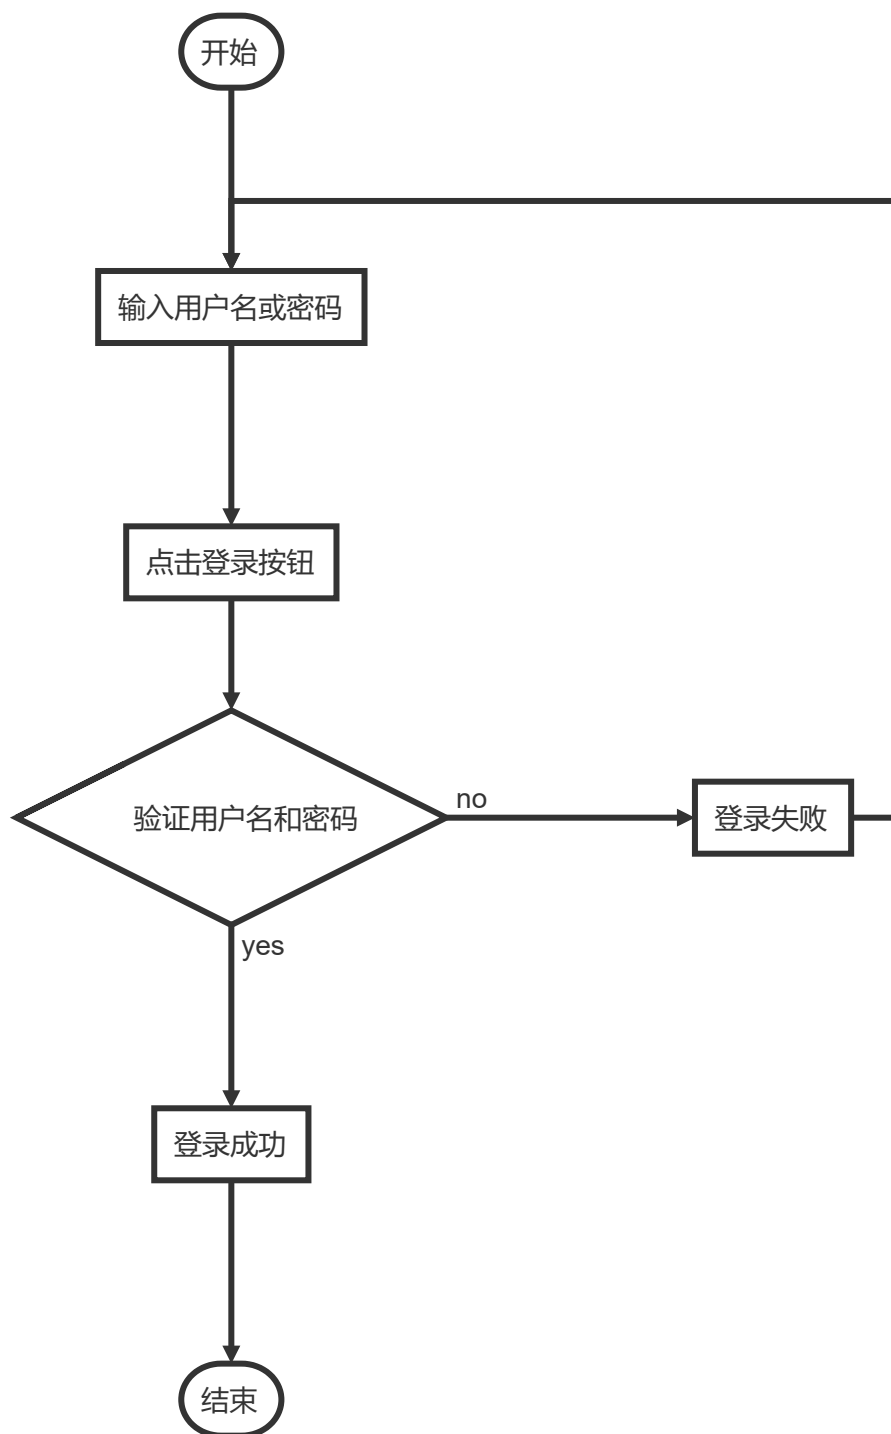 开始
输入用户名或密码
点击登录按钮
验证用户名和密码
no
登录失败
yes
登录成功
结束